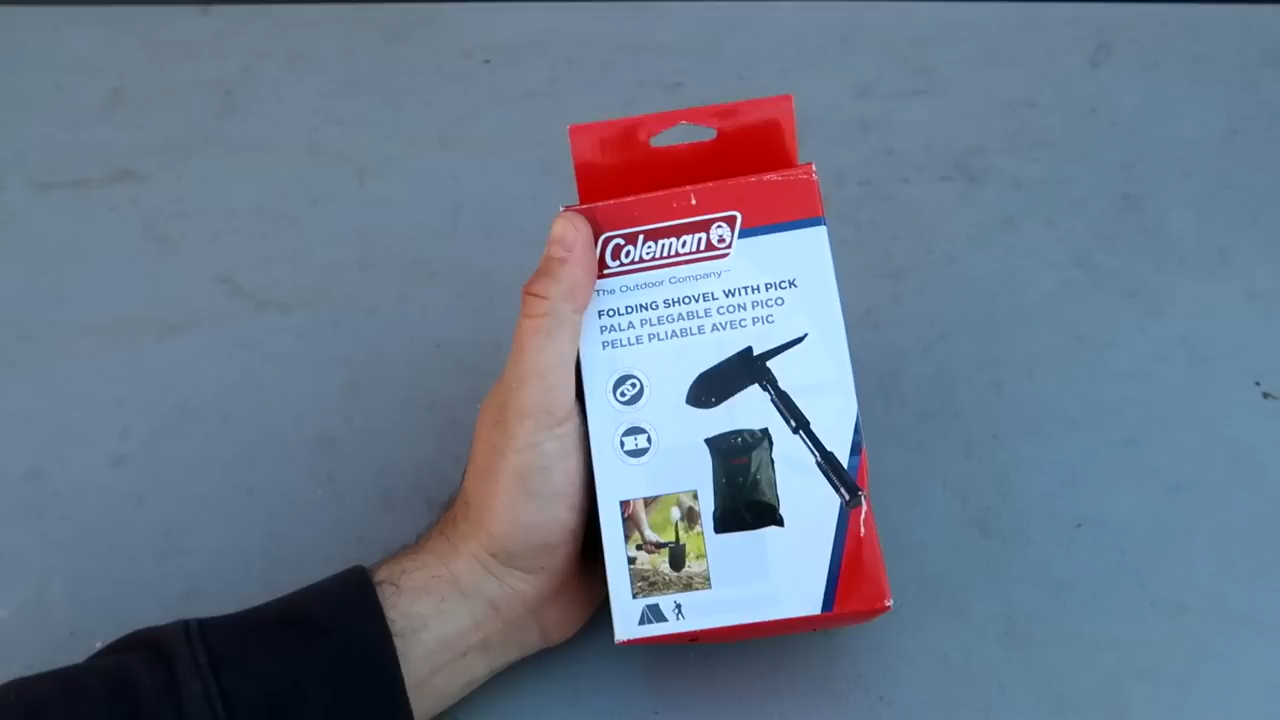 Coleman
The Outdoor Company™
FOLDING SHOVEL WITH PICK
PALA PLEGABLE CON PICO
PELLE PLIABLE AVEC PIC